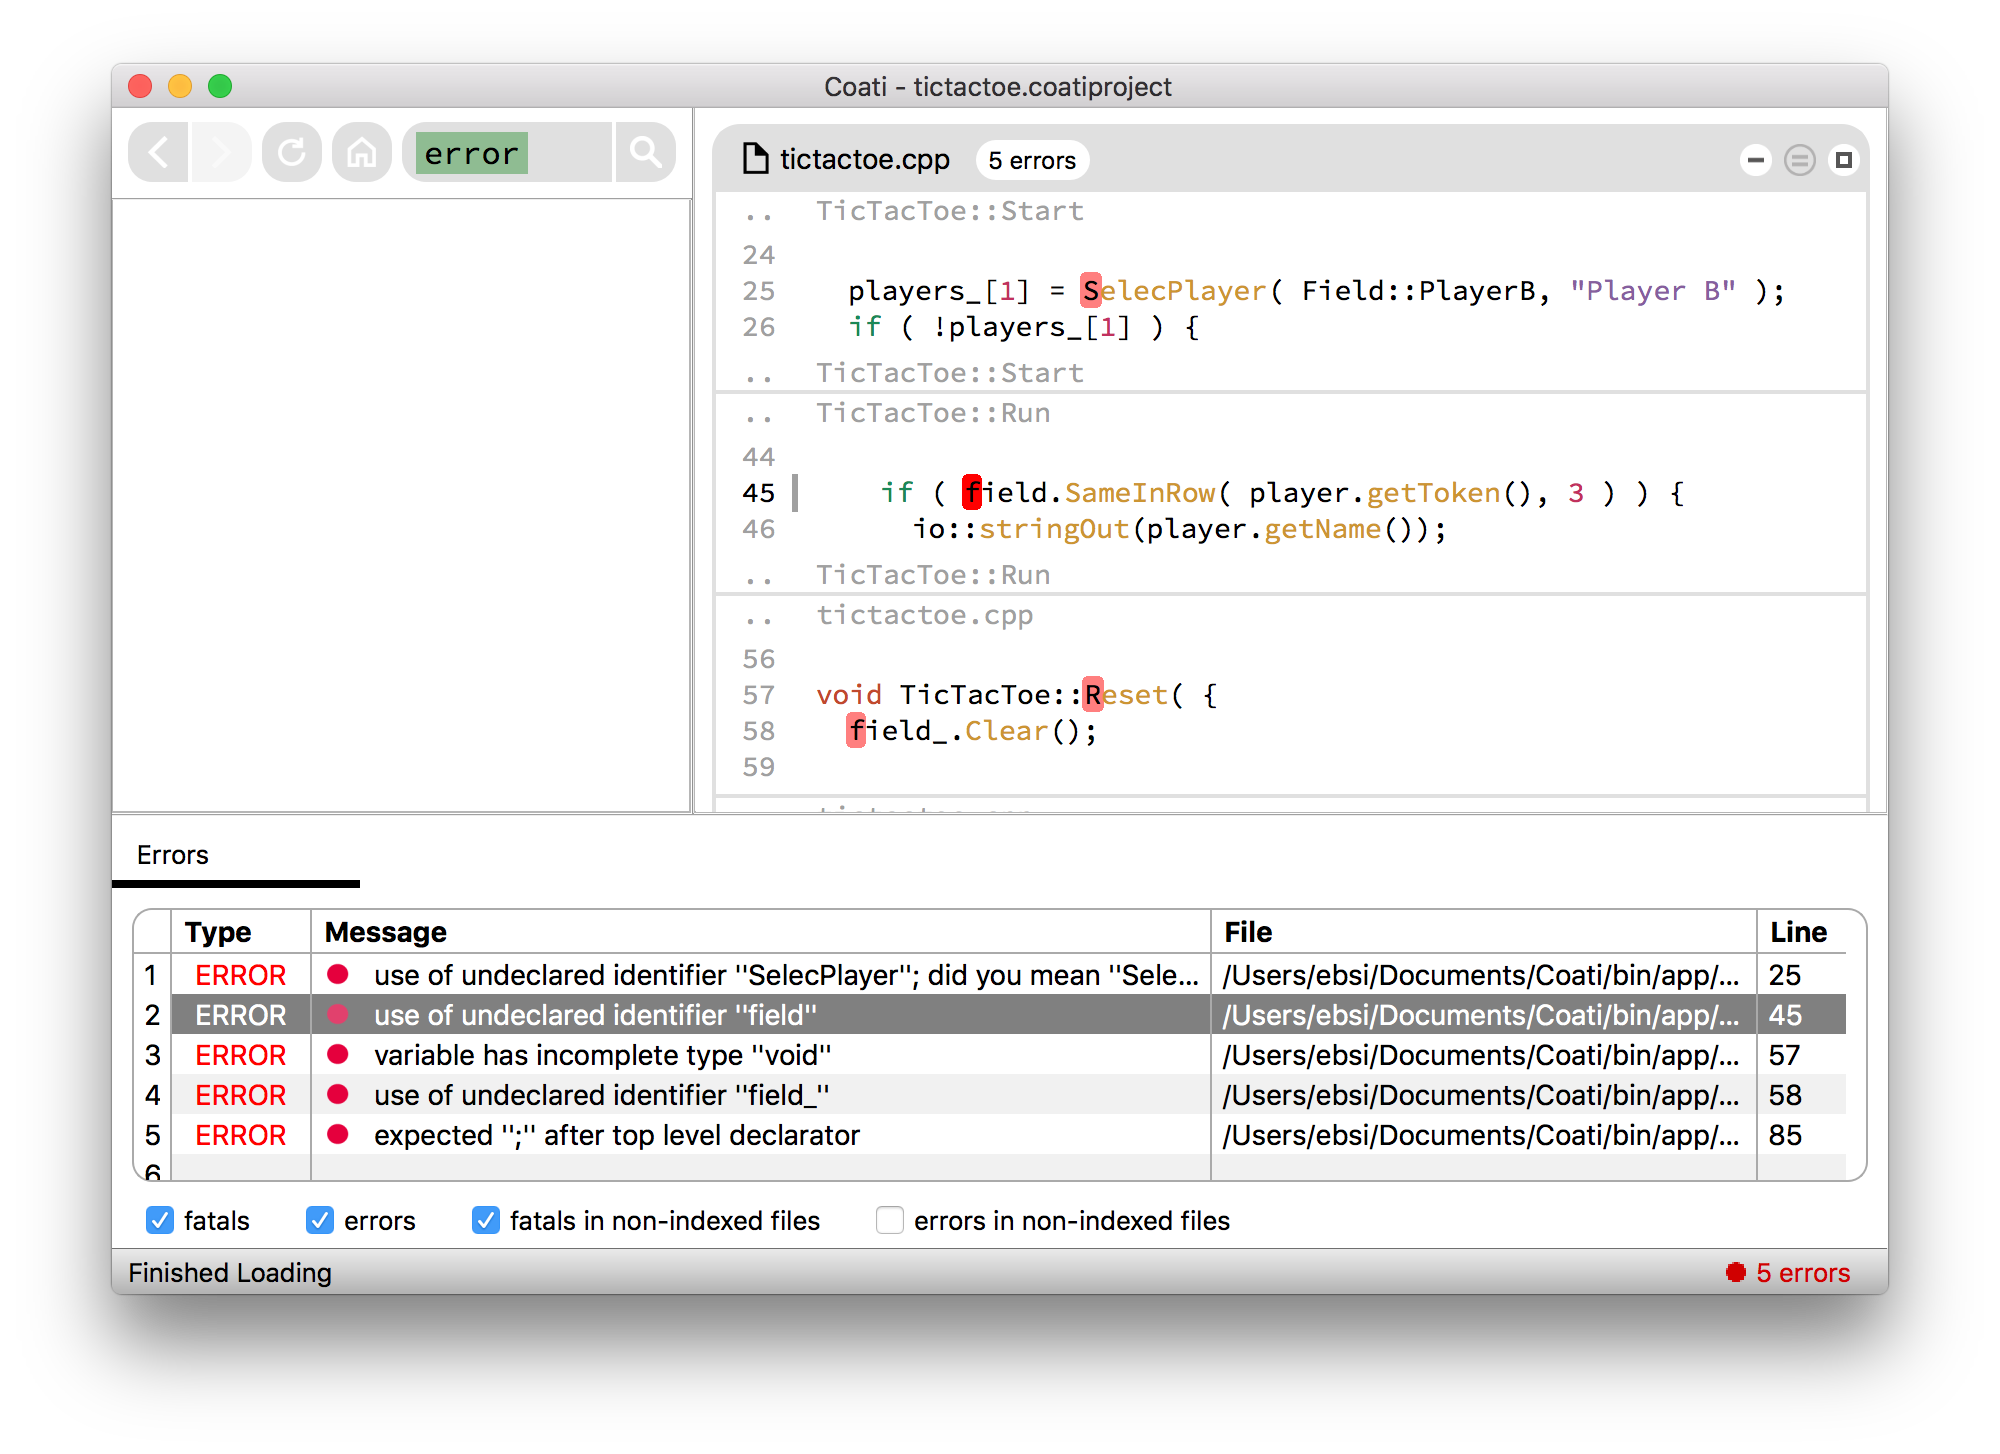 Coati - tictactoe.coatiproject
error
tictactoe.cpp 5 errors
.. TicTacToe::Start
24
25 players_[1] = SelecPlayer( Field::PlayerB, "Player B" );
26 if ( !players_[1] ) {
.. TicTacToe::Start
.. TicTacToe::Run
44
45 if ( field.SameInRow( player.getToken(), 3 ) ) {
46 io::stringOut(player.getName());
.. TicTacToe::Run
.. tictactoe.cpp
56
57 void TicTacToe::Reset( {
58 field_.Clear();
59
Errors
Type Message File Line
1 ERROR use of undeclared identifier ''SelecPlayer''; did you mean ''Sele... /Users/ebsi/Documents/Coati/bin/app/... 25
2 ERROR use of undeclared identifier ''field'' /Users/ebsi/Documents/Coati/bin/app/... 45
3 ERROR variable has incomplete type ''void'' /Users/ebsi/Documents/Coati/bin/app/... 57
4 ERROR use of undeclared identifier ''field_'' /Users/ebsi/Documents/Coati/bin/app/... 58
5 ERROR expected '';'' after top level declarator /Users/ebsi/Documents/Coati/bin/app/... 85
6
fatals errors fatals in non-indexed files errors in non-indexed files
Finished Loading 5 errors